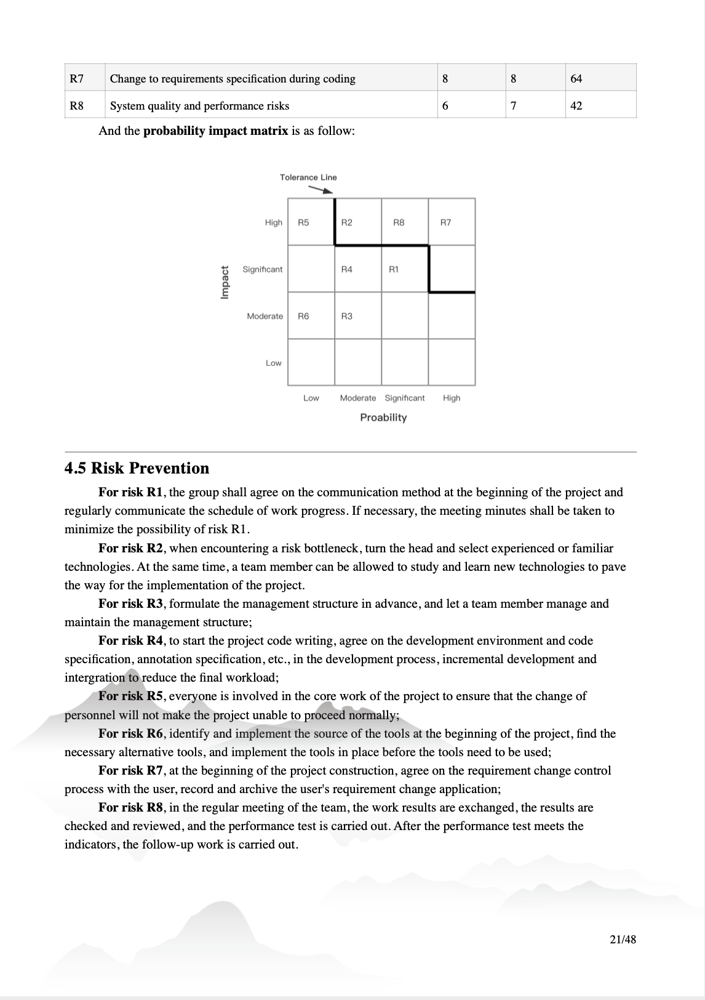 R7 Change to requirements specification during coding 8 8 64
R8 System quality and performance risks 6 7 42
And the probability impact matrix is as follow:
Tolerance Line
High R5 R2 R8 R7
Significant R4 R1
Impact
Moderate R6 R3
Low
Low Moderate Significant High
Proability
4.5 Risk Prevention
For risk R1, the group shall agree on the communication method at the beginning of the project and
regularly communicate the schedule of work progress. If necessary, the meeting minutes shall be taken to
minimize the possibility of risk R1.
For risk R2, when encountering a risk bottleneck, turn the head and select experienced or familiar
technologies. At the same time, a team member can be allowed to study and learn new technologies to pave
the way for the implementation of the project.
For risk R3, formulate the management structure in advance, and let a team member manage and
maintain the management structure;
For risk R4, to start the project code writing, agree on the development environment and code
specification, annotation specification, etc., in the development process, incremental development and
intergration to reduce the final workload;
For risk R5, everyone is involved in the core work of the project to ensure that the change of
personnel will not make the project unable to proceed normally;
For risk R6, identify and implement the source of the tools at the beginning of the project, find the
necessary alternative tools, and implement the tools in place before the tools need to be used;
For risk R7, at the beginning of the project construction, agree on the requirement change control
process with the user, record and archive the user's requirement change application;
For risk R8, in the regular meeting of the team, the work results are exchanged, the results are
checked and reviewed, and the performance test is carried out. After the performance test meets the
indicators, the follow-up work is carried out.
21/48